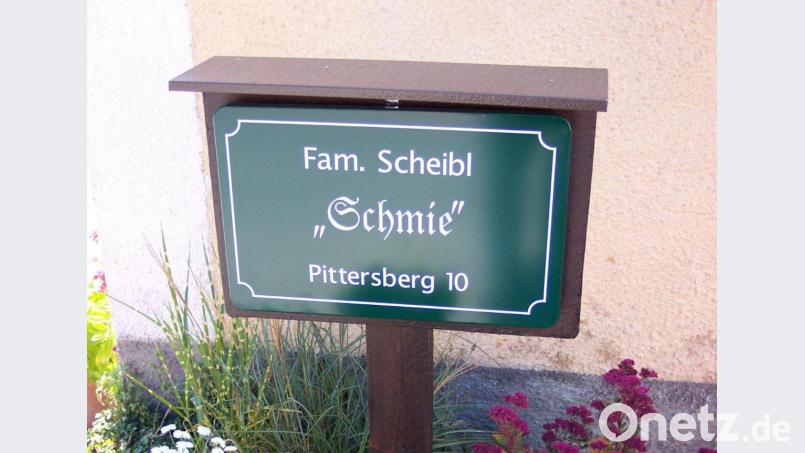 Fam. Scheibl
„Schmie"
Pittersberg 10
Onetz.de